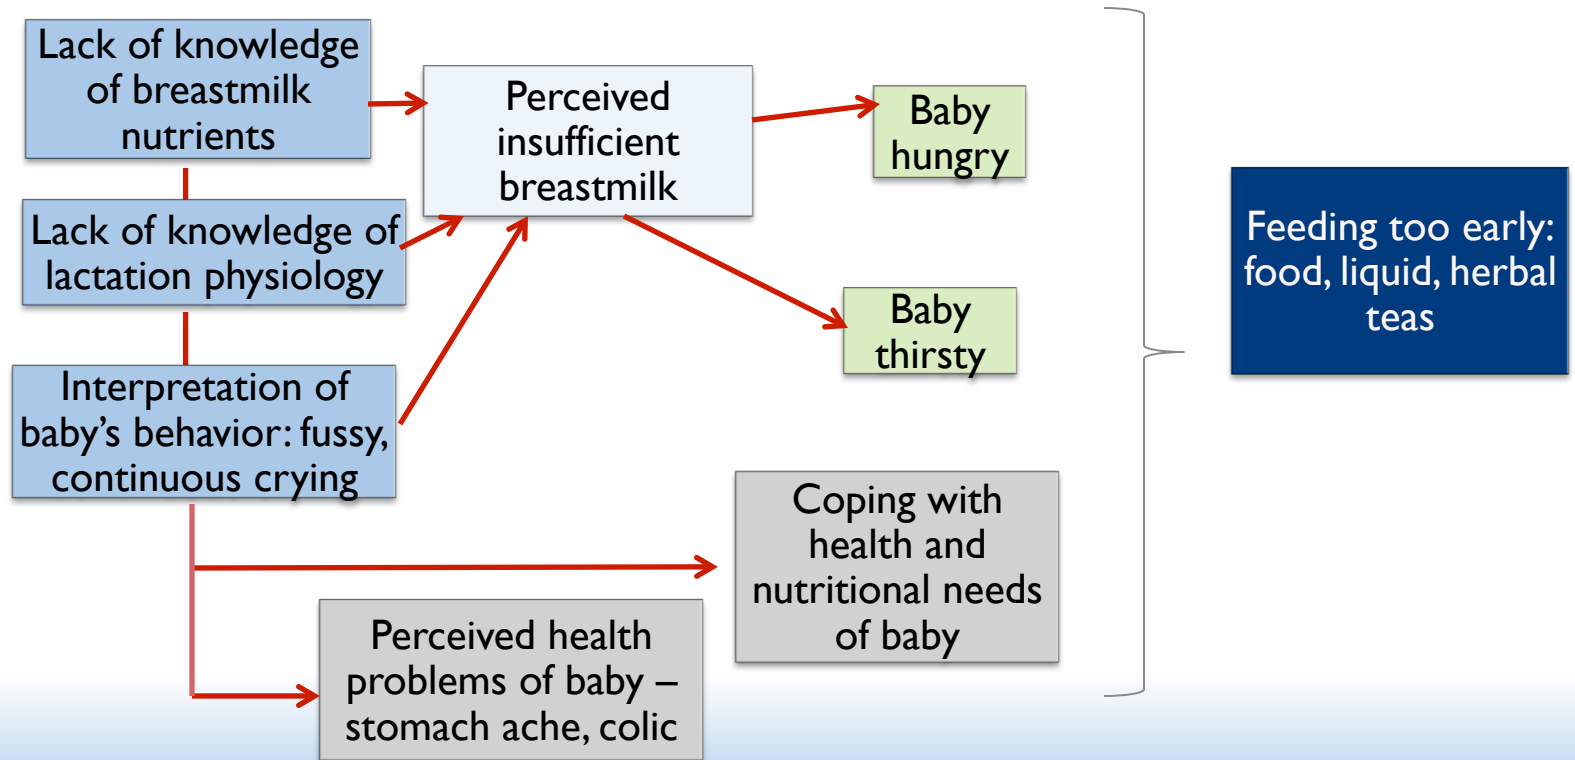 Lack of knowledge
of breastmilk
nutrients
Perceived
insufficient
breastmilk
Baby
hungry
Lack of knowledge of
lactation physiology
Baby
thirsty
Feeding too early:
food, liquid, herbal
teas
Interpretation of
baby’s behavior: fussy,
continuous crying
Coping with
health and
nutritional needs
of baby
Perceived health
problems of baby –
stomach ache, colic